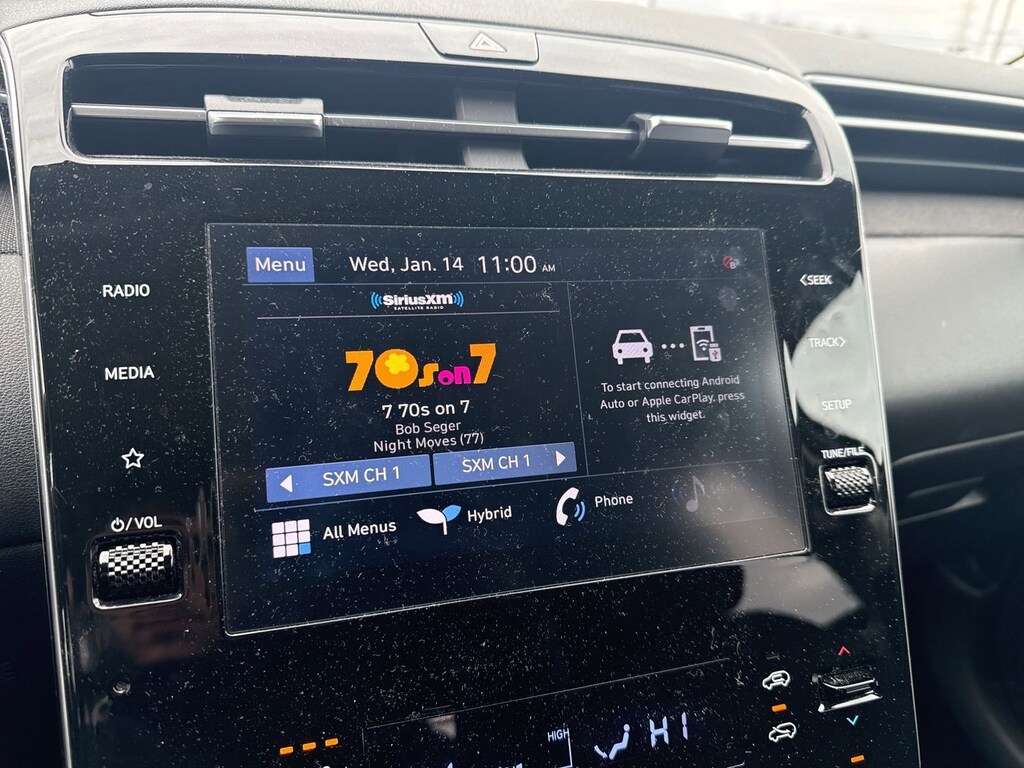 Menu
Wed, Jan. 14 11:00 AM
B
SiriusXM
SATELLITE RADIO
70s on 7
7 70s on 7
Bob Seger
Night Moves (77)
SXM CH 1
SXM CH 1
To start connecting Android
Auto or Apple CarPlay, press
this widget.
All Menus
Hybrid
Phone
RADIO
MEDIA
/VOL
SEEK
TRACK
SETUP
TUNE/FILE
HIGH
HI